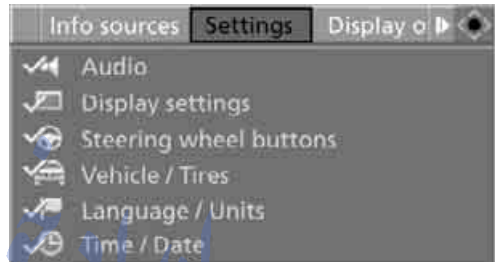 Info sources Settings Display o
Audio
Display settings
Steering wheel buttons
Vehicle / Tires
Language / Units
Time / Date